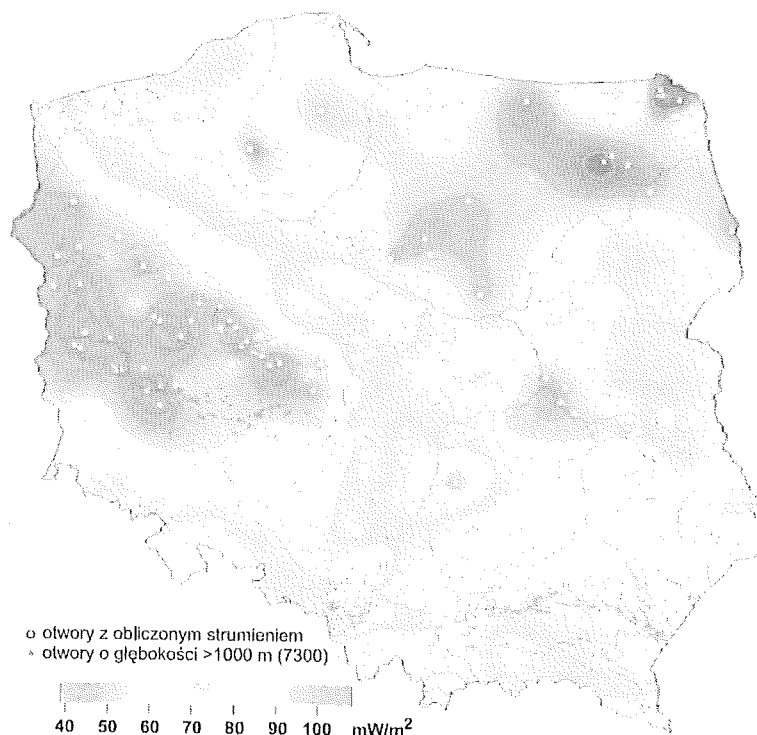 o otwory z obliczonym strumieniem
otwory o głębokości >1000 m (7300)
40 50 60 70 80 90 100 mW/m²